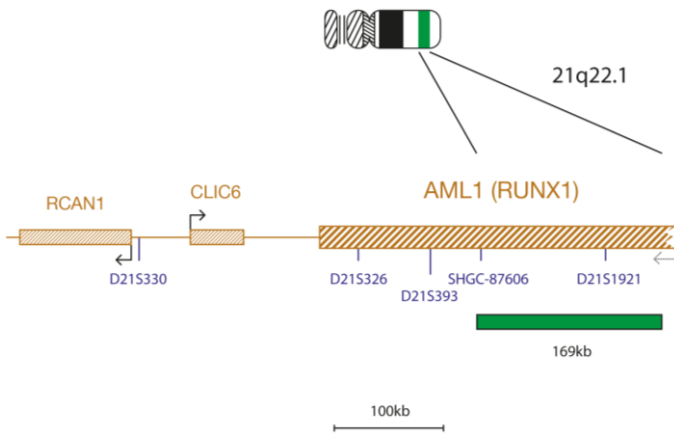 21q22.1
RCAN1
CLIC6
AML1 (RUNX1)
D21S330
D21S326
D21S393
SHGC-87606
D21S1921
169kb
100kb